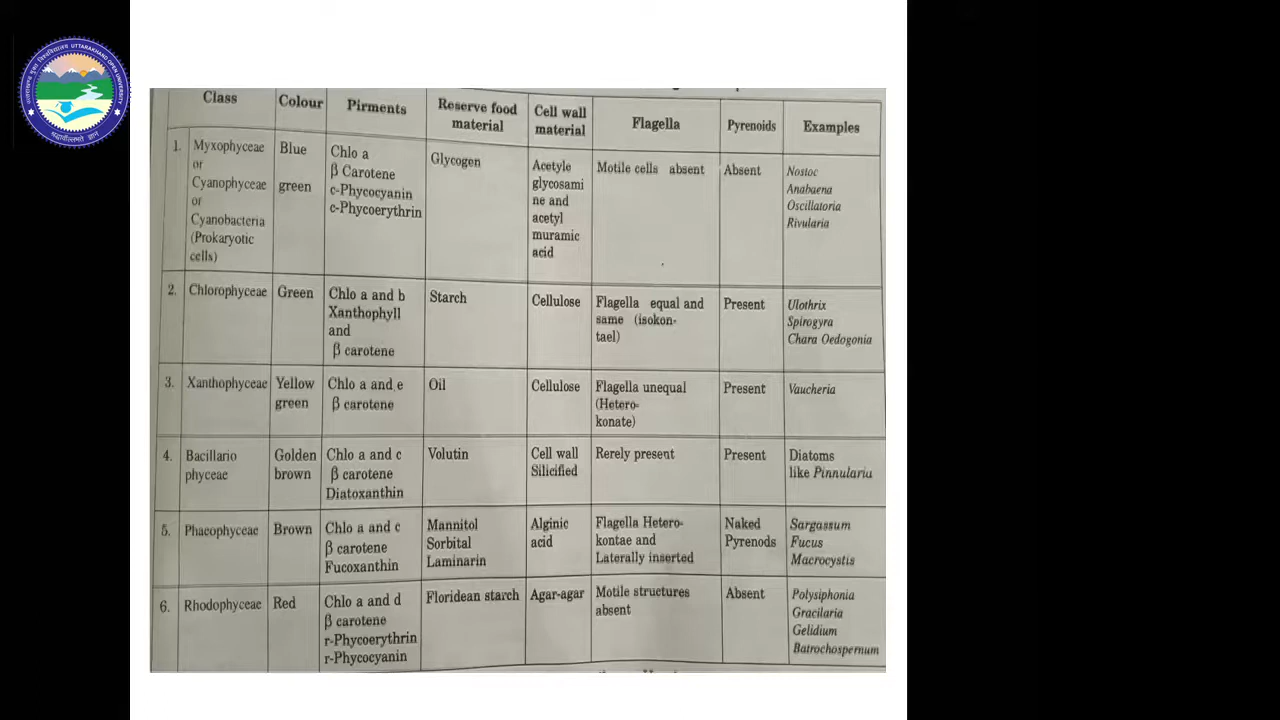 UTTARAKHAND OPEN UNIVERSITY
Class Colour Pirments Reserve food material Cell wall material Flagella Pyrenoids Examples
1. Myxophyceae Blue Chlo a Glycogen Acetyle Motile cells absent Absent Nostoc
or β Carotene glycosami Anabaena
Cyanophyceae green c-Phycocyanin ne and Oscillatoria
or c-Phycoerythrin acetyl Rivularia
Cyanobacteria muramic
(Prokaryotic acid
cells)
2. Chlorophyceae Green Chlo a and b Starch Cellulose Flagella equal and Present Ulothrix
Xanthophyll same (isokon- Spirogyra
and tael) Chara Oedogonia
β carotene
3. Xanthophyceae Yellow Chlo a and e Oil Cellulose Flagella unequal Present Vaucheria
green β carotene (Hetero-
konate)
4. Bacillario Golden Chlo a and c Volutin Cell wall Rerely present Present Diatoms
phyceae brown β carotene Silicified like Pinnularia
Diatoxanthin
5. Phaeophyceae Brown Chlo a and c Mannitol Alginic Flagella Hetero- Naked Sargassum
β carotene Sorbital acid kontae and Pyrenods Fucus
Fucoxanthin Laminarin Laterally inserted Macrocystis
6. Rhodophyceae Red Chlo a and d Floridean starch Agar-agar Motile structures Absent Polysiphonia
β carotene absent Gracilaria
r-Phycoerythrin Gelidium
r-Phycocyanin Batrochospernum